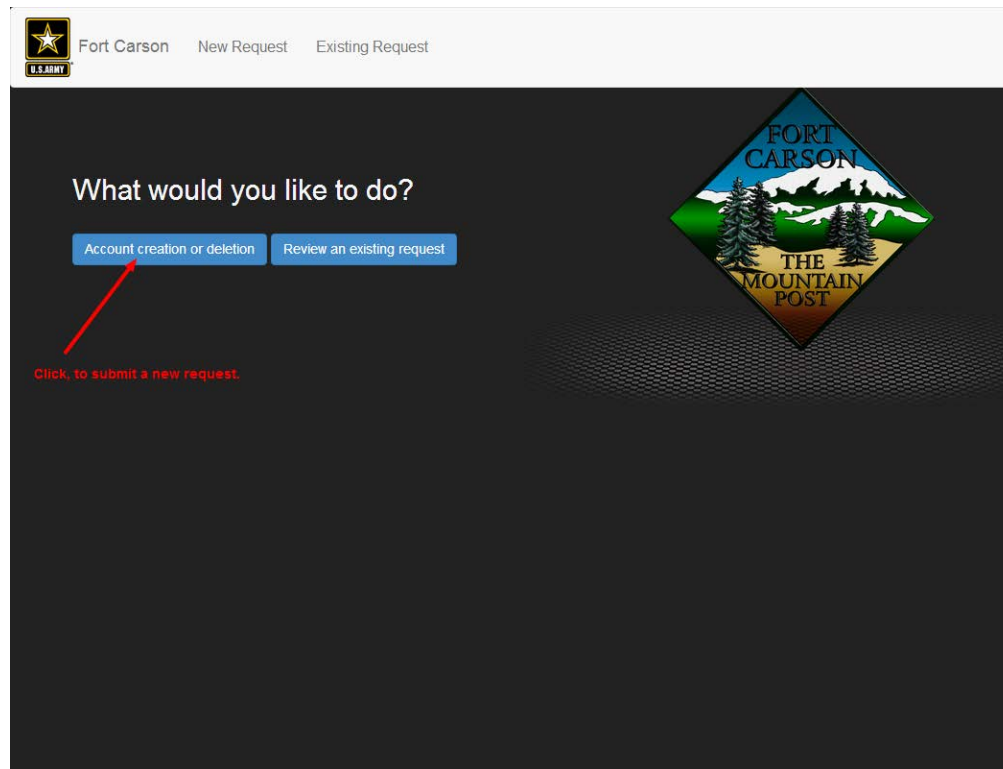 U.S.ARMY
Fort Carson New Request Existing Request
FORT
CARSON
What would you like to do?
Account creation or deletion Review an existing request
THE
MOUNTAIN
POST
Click, to submit a new request.